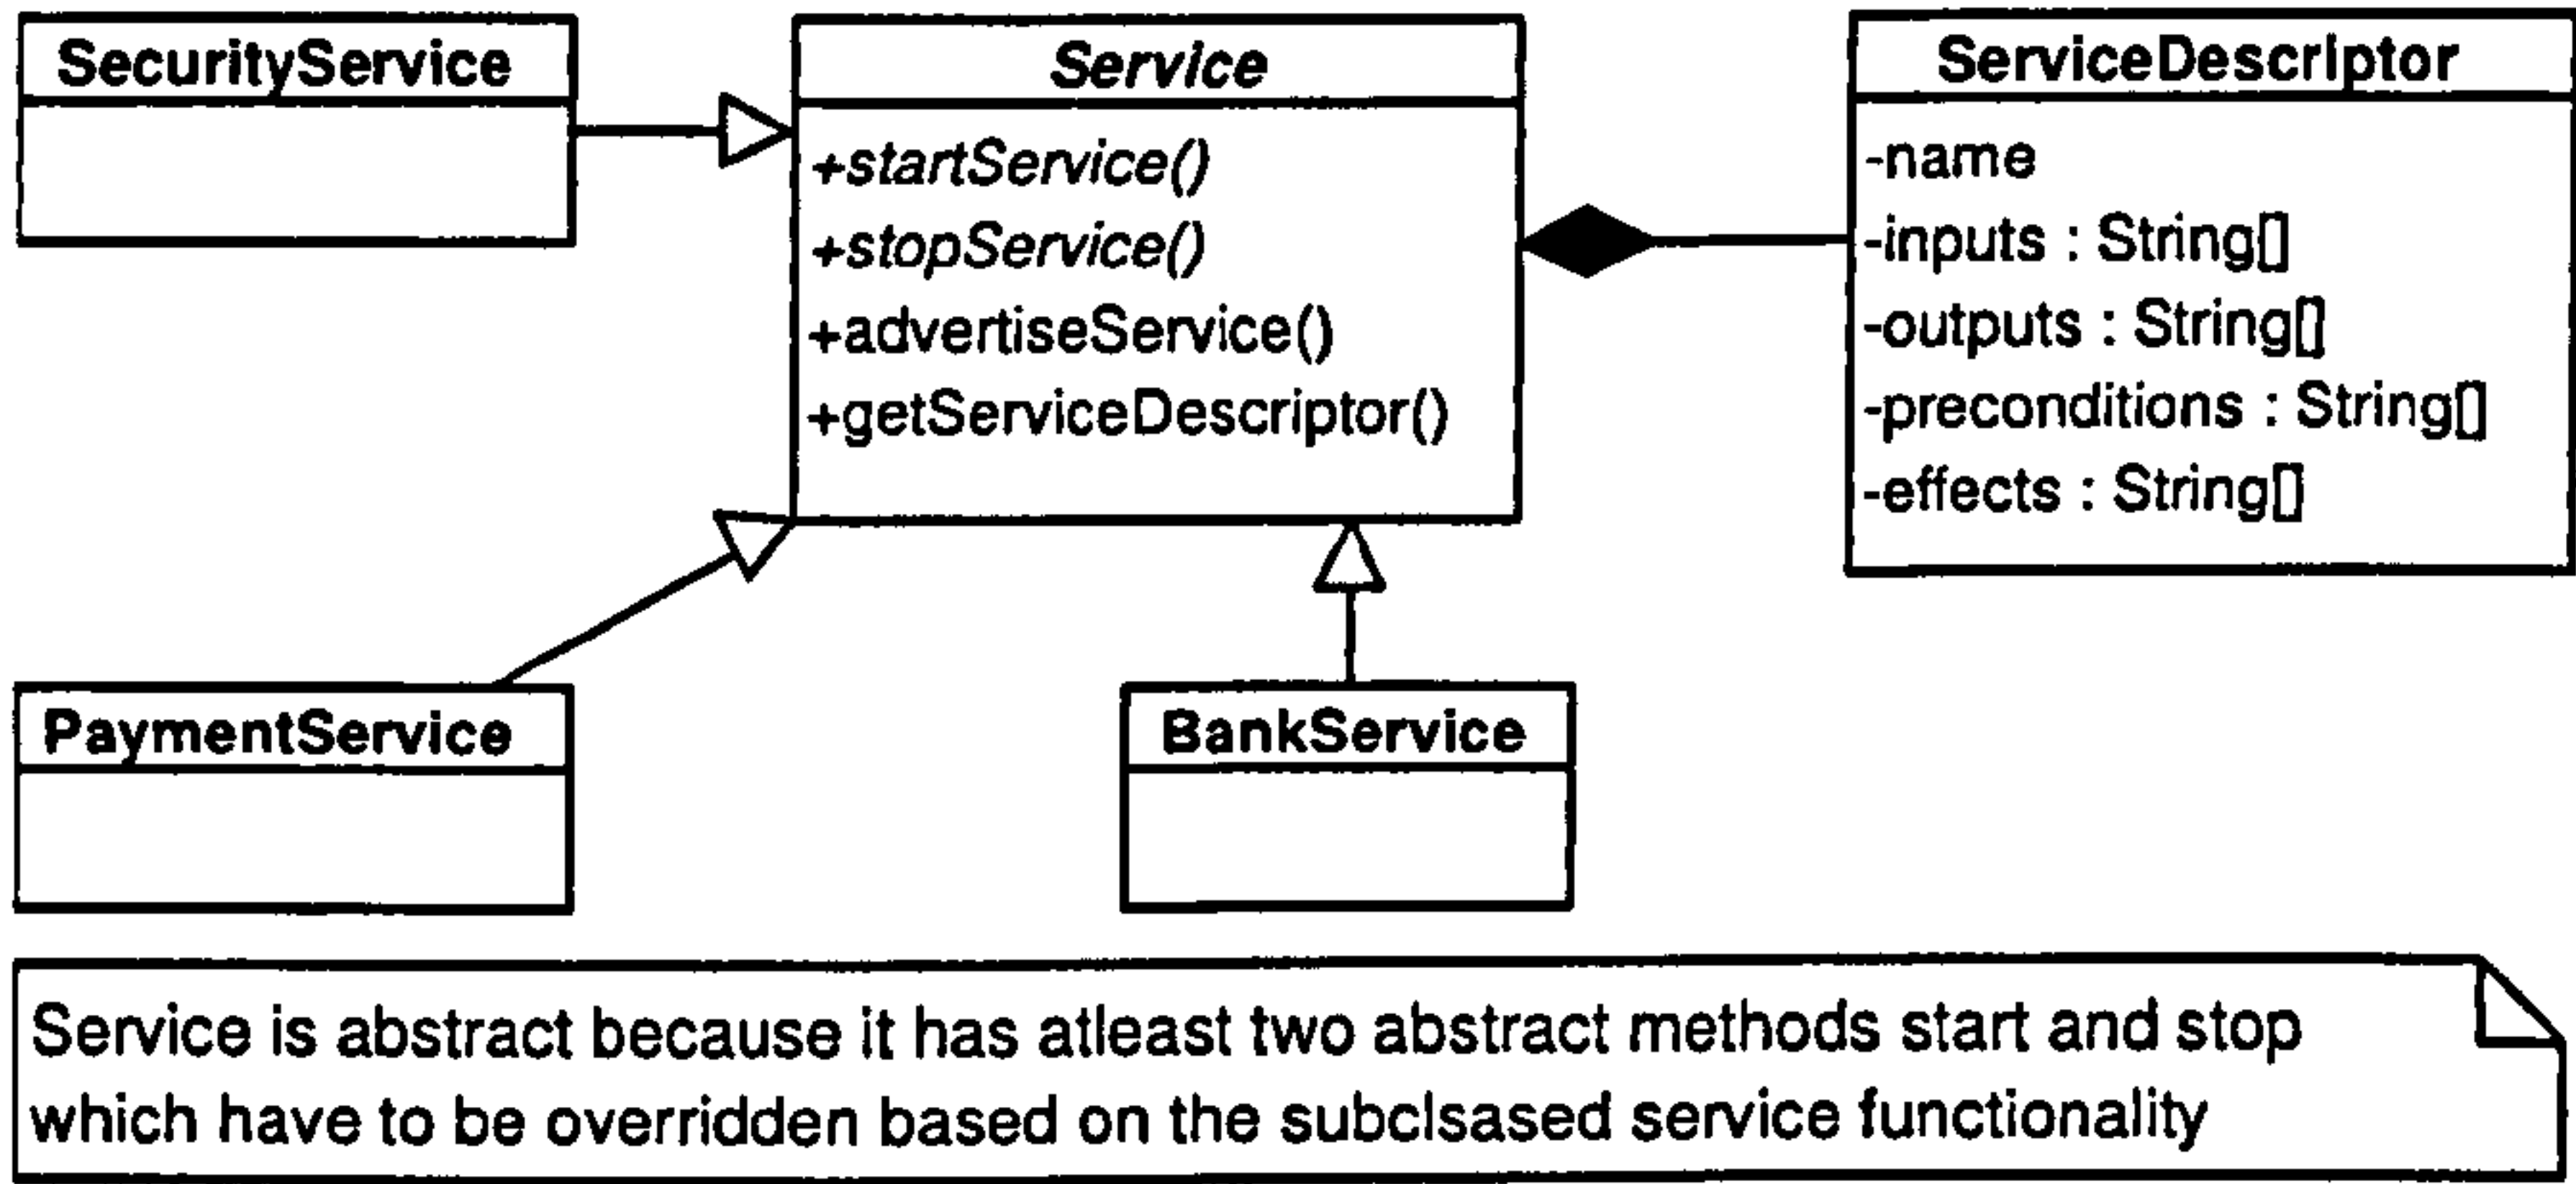 SecurityService
Service
+startService()
+stopService()
+advertiseService()
+getServiceDescriptor()
ServiceDescriptor
-name
-inputs : String[]
-outputs : String[]
-preconditions : String[]
-effects : String[]
PaymentService
BankService
Service is abstract because it has atleast two abstract methods start and stop
which have to be overridden based on the subclsased service functionality